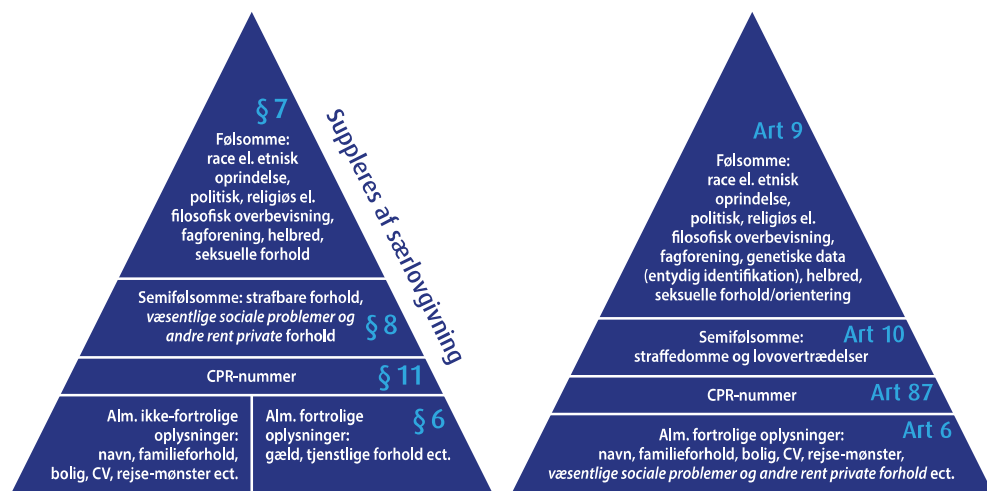 § 7
Følsomme:
race el. etnisk
oprindelse,
politisk, religiøs el.
filosofisk overbevisning,
fagforening, helbred,
seksuelle forhold
Suppleres af særlovgivning
Semifølsomme: strafbare forhold,
væsentlige sociale problemer og
andre rent private forhold
§ 8
CPR-nummer
§ 11
Alm. ikke-fortrolige
oplysninger:
navn, familieforhold,
bolig, CV, rejse-mønster ect.
Alm. fortrolige
oplysninger:
gæld, tjenstlige forhold ect.
§ 6
Art 9
Følsomme:
race el. etnisk
oprindelse,
politisk, religiøs el.
filosofisk overbevisning,
fagforening, genetiske data
(entydig identifikation), helbred,
seksuelle forhold/orientering
Semifølsomme:
straffedomme og lovovertrædelser
Art 10
CPR-nummer
Art 87
Alm. fortrolige oplysninger:
navn, familieforhold, bolig, CV, rejse-mønster,
væsentlige sociale problemer og andre rent private forhold ect.
Art 6